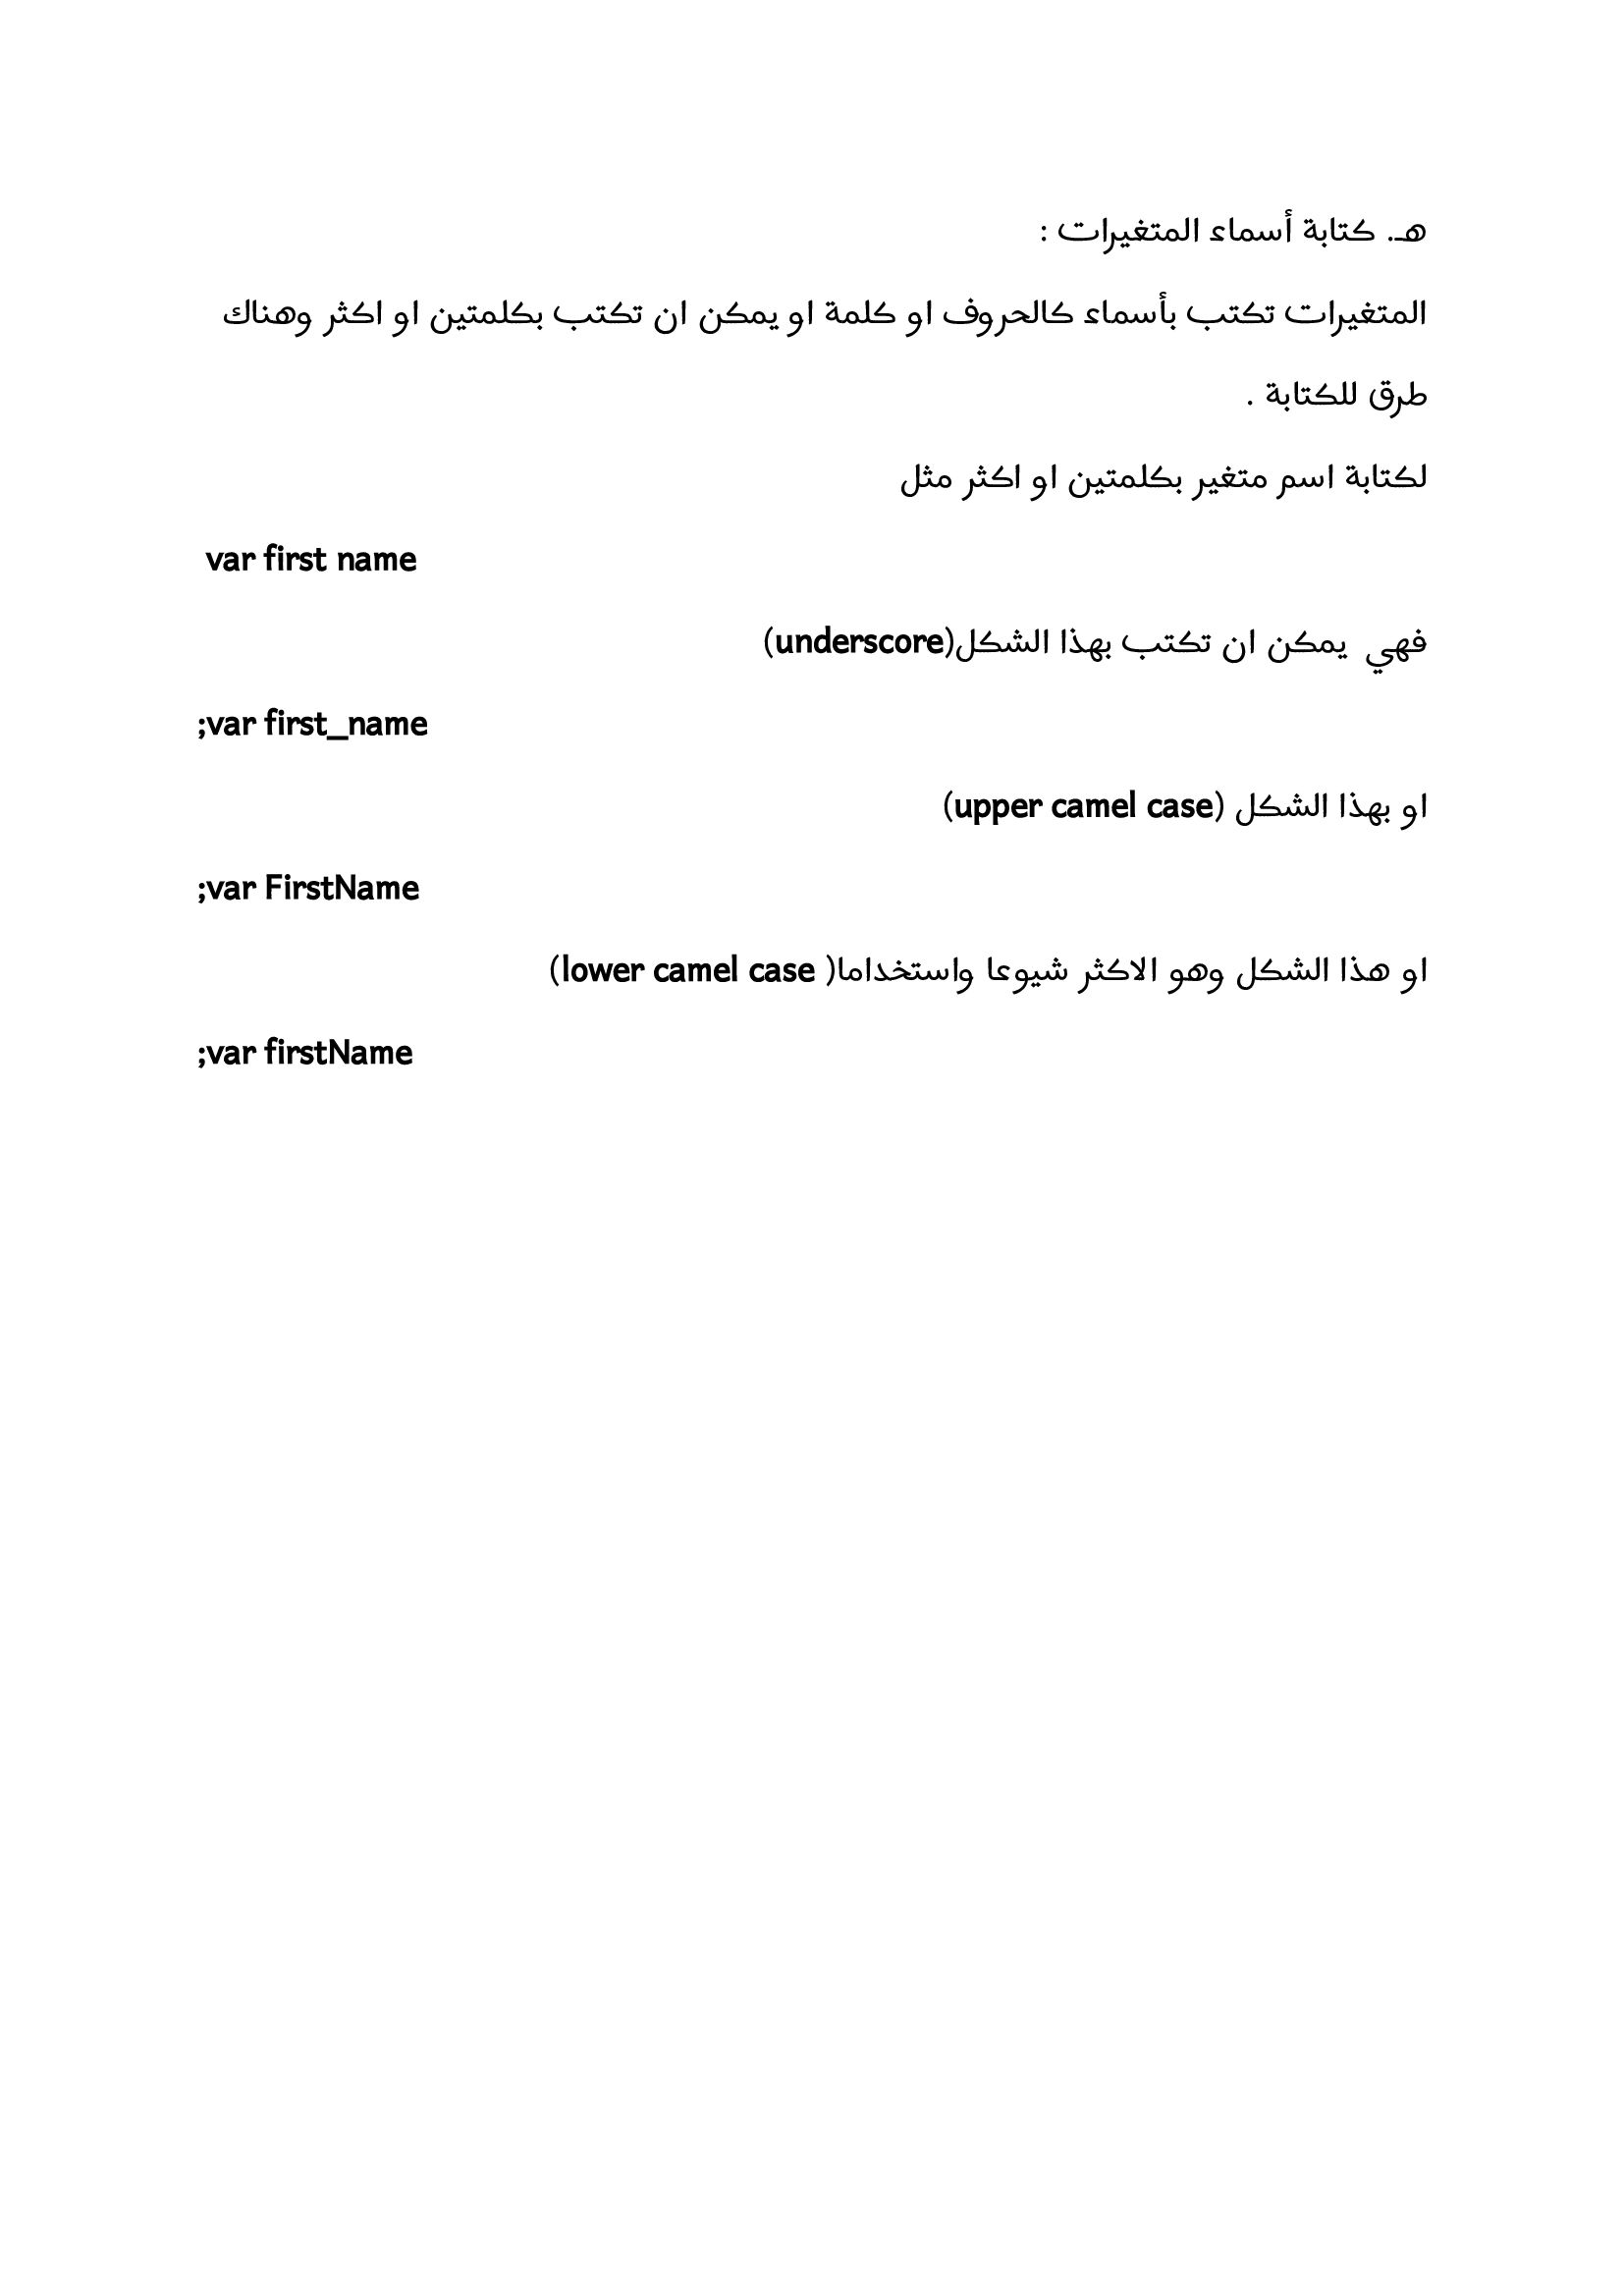 هـ. كتابة أسماء المتغيرات :
المتغيرات تكتب بأسماء كالحروف او كلمة او يمكن ان تكتب بكلمتين او اكثر وهناك
طرق للكتابة .
لكتابة اسم متغير بكلمتين او اكثر مثل
var first name
فهي يمكن ان تكتب بهذا الشكل(underscore)
;var first_name
او بهذا الشكل (upper camel case)
;var FirstName
او هذا الشكل وهو الاكثر شيوعا واستخداما( lower camel case)
;var firstName